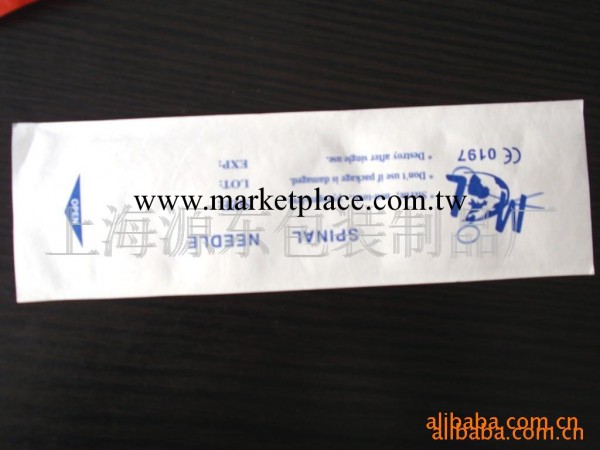 SPINAL NEEDLE
* Don't use if package is damaged.
* Destroy after single use.
LOT:
EXP:
CE 0197
OPEN
www.marketplace.com.tw
上海源东包装制品厂
alibaba.com.cn
alibaba.com.cn